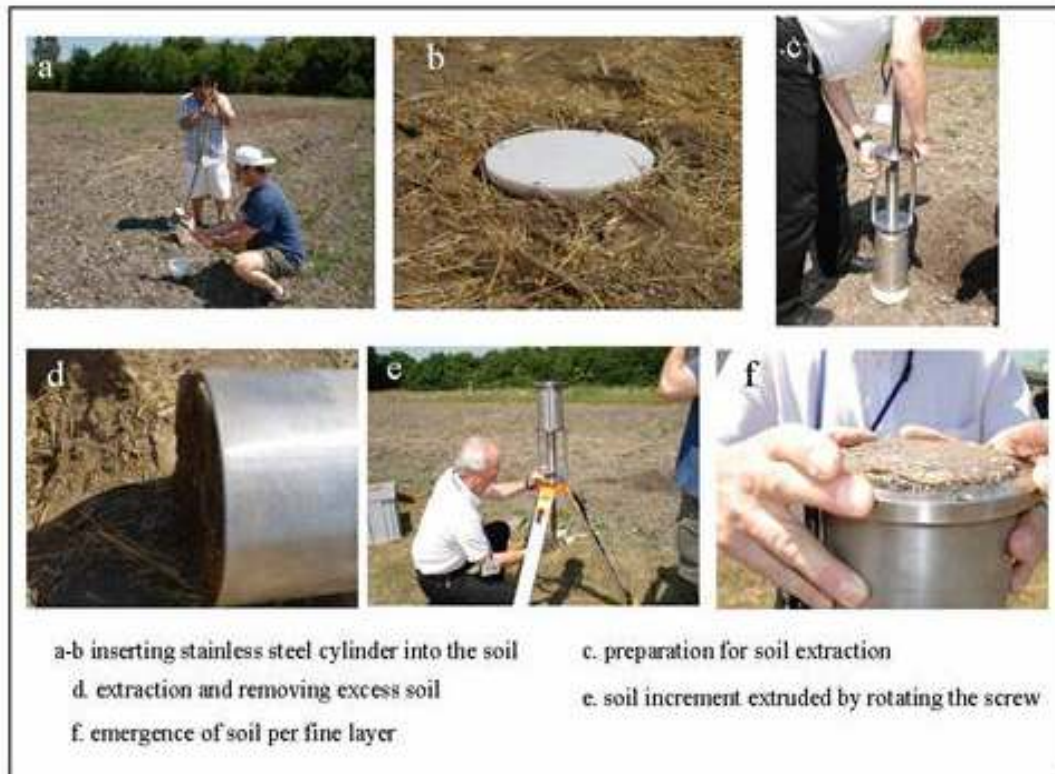 a
b
c
d
e
f
a-b inserting stainless steel cylinder into the soil
c. preparation for soil extraction
d. extraction and removing excess soil
e. soil increment extruded by rotating the screw
f. emergence of soil per fine layer